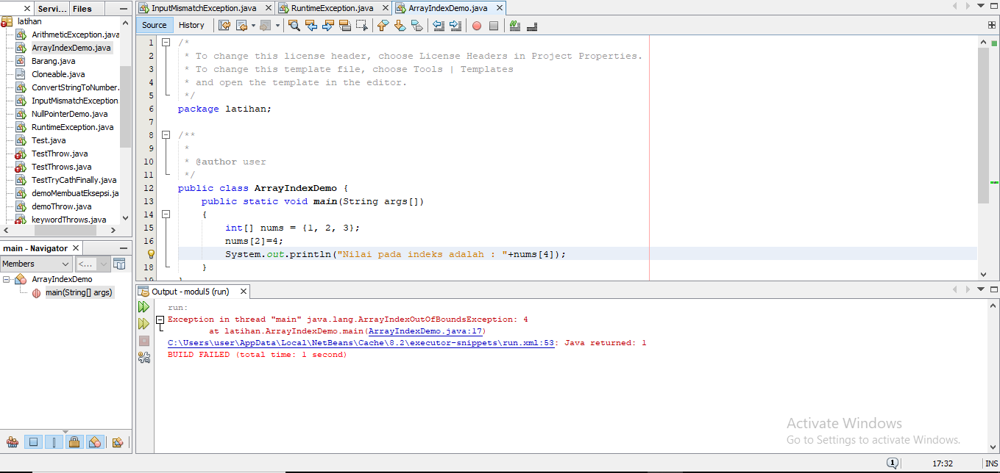 Servi... Files
latihan
ArithmeticException.java
ArrayIndexDemo.java
Barang.java
Cloneable.java
ConvertStringToNumber.
InputMismatchException
NullPointerDemo.java
RuntimeException.java
Test.java
TestThrow.java
TestThrows.java
TestTryCathFinally.java
demoMembuatEksepsi.ja
demoThrow.java
keywordThrows.java
main - Navigator
Members
<...
ArrayIndexDemo
main(String[] args)
InputMismatchException.java RuntimeException.java ArrayIndexDemo.java
Source History
1 /*
2 * To change this license header, choose License Headers in Project Properties.
3 * To change this template file, choose Tools | Templates
4 * and open the template in the editor.
5 */
6 package latihan;
7
8 /**
9 *
10 * @author user
11 */
12 public class ArrayIndexDemo {
13 public static void main(String args[])
14 {
15 int[] nums = {1, 2, 3};
16 nums[2]=4;
System.out.println("Nilai pada indeks adalah : "+nums[4]);
18 }
19 }
Output - modul5 (run)
run:
Exception in thread "main" java.lang.ArrayIndexOutOfBoundsException: 4
at latihan.ArrayIndexDemo.main(ArrayIndexDemo.java:17)
C:\Users\user\AppData\Local\NetBeans\Cache\8.2\executor-snippets\run.xml:53: Java returned: 1
BUILD FAILED (total time: 1 second)
Activate Windows
Go to Settings to activate Windows.
1 17:32 INS